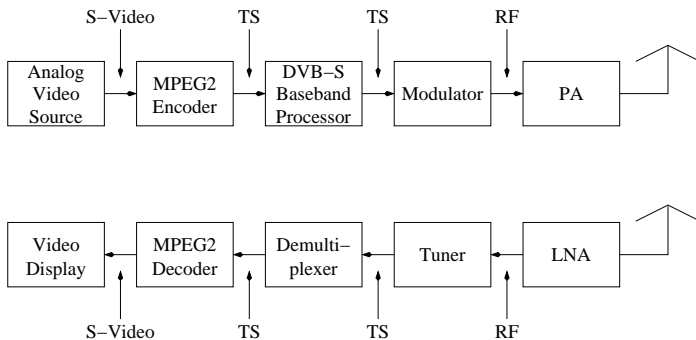 S−Video TS TS RF
Analog
Video
Source
MPEG2
Encoder
DVB−S
Baseband
Processor
Modulator
PA
Video
Display
MPEG2
Decoder
Demulti−
plexer
Tuner
LNA
S−Video TS TS RF